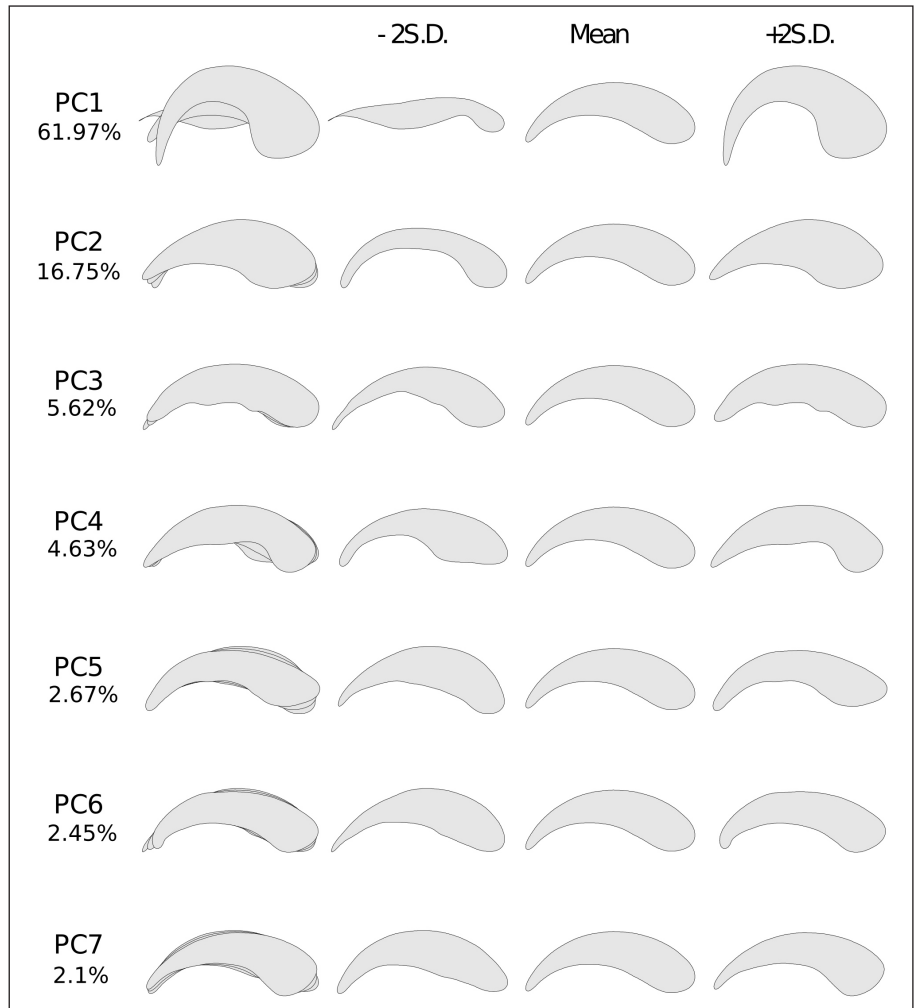 - 2S.D. Mean +2S.D.
PC1
61.97%
PC2
16.75%
PC3
5.62%
PC4
4.63%
PC5
2.67%
PC6
2.45%
PC7
2.1%